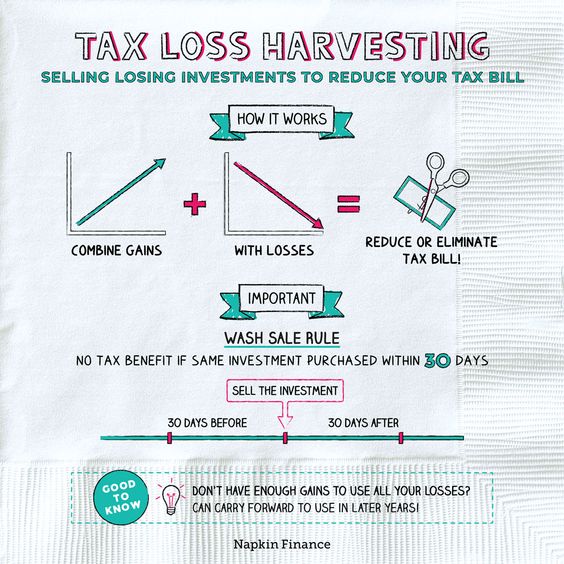 TAX LOSS HARVESTING
SELLING LOSING INVESTMENTS TO REDUCE YOUR TAX BILL
HOW IT WORKS
COMBINE GAINS
+
WITH LOSSES
=
$
REDUCE OR ELIMINATE
TAX BILL!
IMPORTANT
WASH SALE RULE
NO TAX BENEFIT IF SAME INVESTMENT PURCHASED WITHIN 30 DAYS
SELL THE INVESTMENT
30 DAYS BEFORE
30 DAYS AFTER
GOOD
TO
KNOW
DON'T HAVE ENOUGH GAINS TO USE ALL YOUR LOSSES?
CAN CARRY FORWARD TO USE IN LATER YEARS!
Napkin Finance